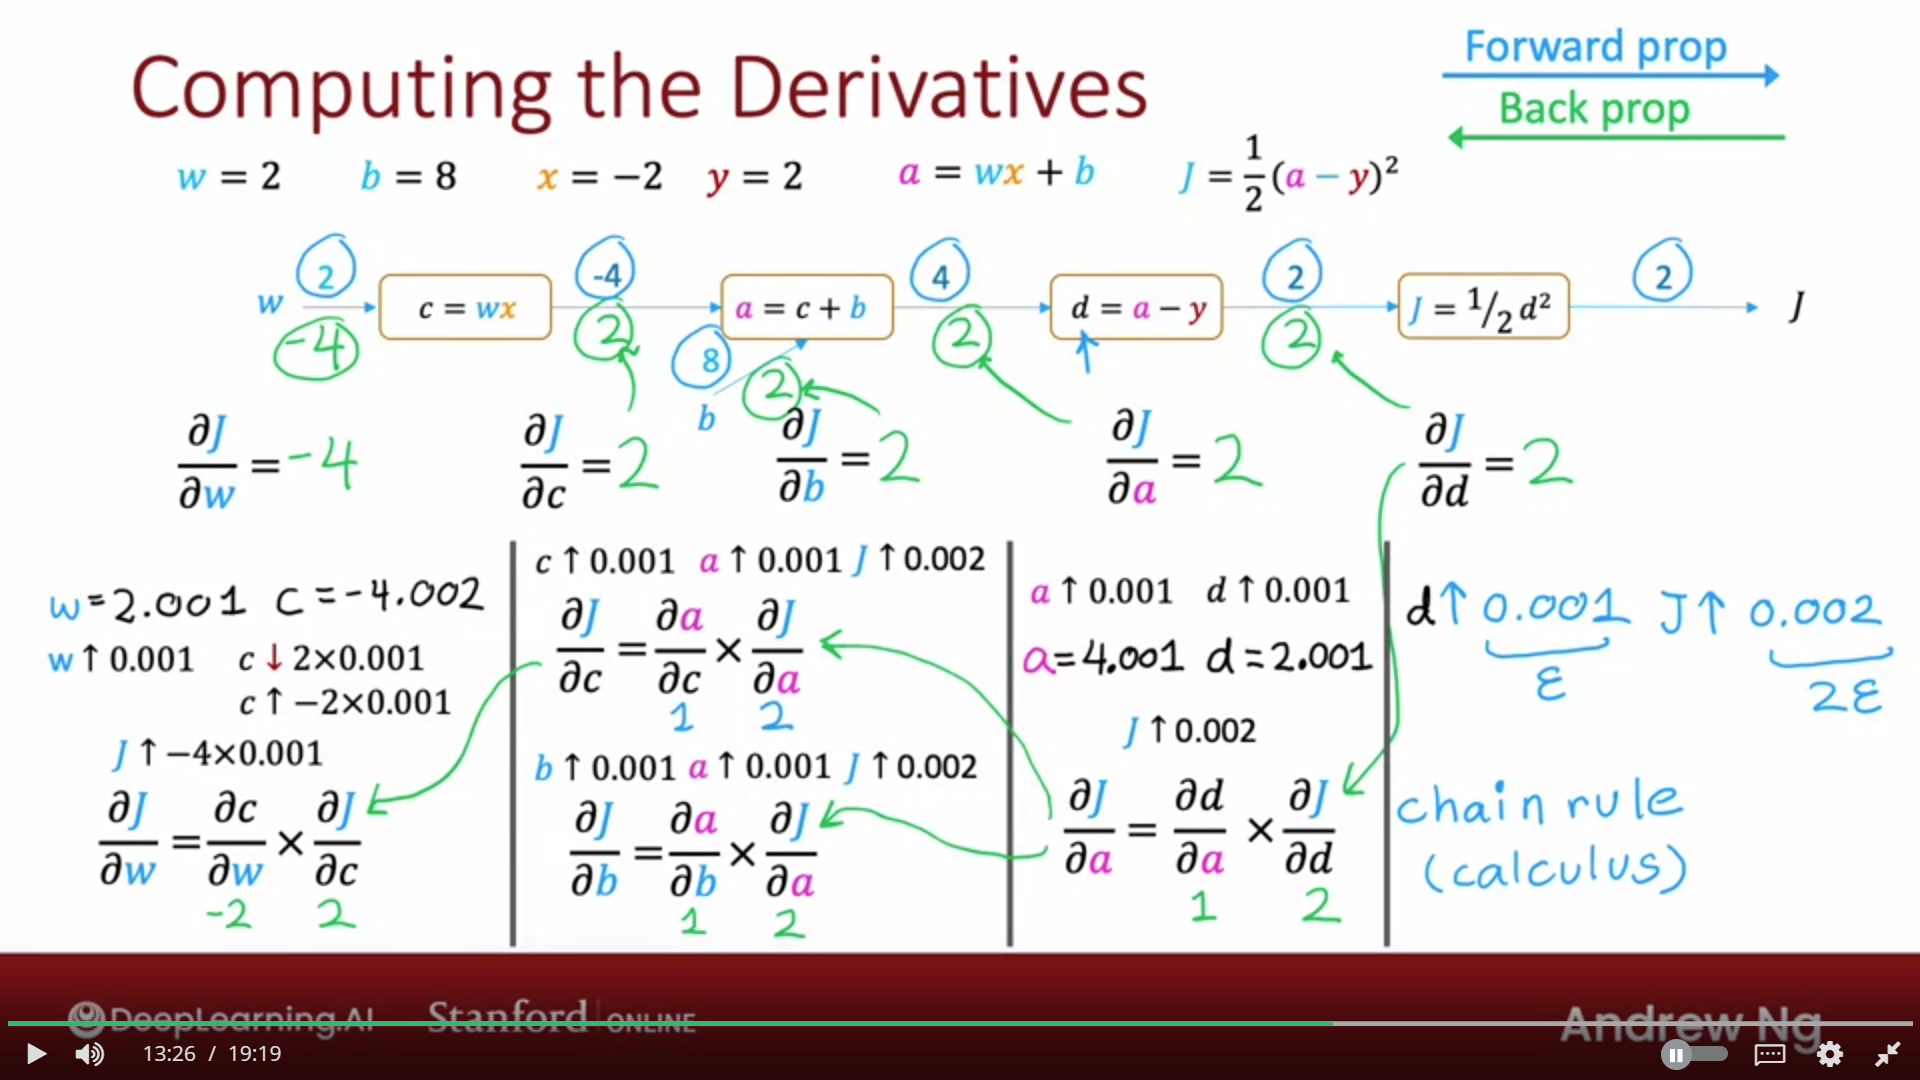 Computing the Derivatives
Forward prop
Back prop
w = 2 b = 8 x = −2 y = 2 a = wx + b J = 1/2 (a − y)²
2 -4 4 2 2
w c = wx a = c + b d = a − y J = 1/2 d² J
-4 2 8 2 2 2
b
∂J/∂w = -4 ∂J/∂c = 2 ∂J/∂b = 2 ∂J/∂a = 2 ∂J/∂d = 2
w = 2.001 c = -4.002
w ↑ 0.001 c ↓ 2×0.001
c ↑ −2×0.001
J ↑ −4×0.001
∂J/∂w = ∂c/∂w × ∂J/∂c
-2 2
c ↑ 0.001 a ↑ 0.001 J ↑ 0.002
∂J/∂c = ∂a/∂c × ∂J/∂a
1 2
b ↑ 0.001 a ↑ 0.001 J ↑ 0.002
∂J/∂b = ∂a/∂b × ∂J/∂a
1 2
a ↑ 0.001 d ↑ 0.001
a = 4.001 d = 2.001
J ↑ 0.002
∂J/∂a = ∂d/∂a × ∂J/∂d
1 2
d ↑ 0.001 J ↑ 0.002
ε 2ε
chain rule
(calculus)
DeepLearning.AI Stanford ONLINE Andrew Ng
13:26 / 19:19